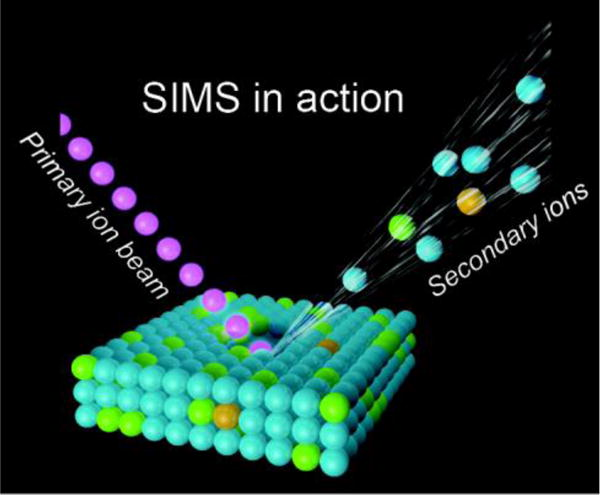 SIMS in action
Primary ion beam
Secondary ions